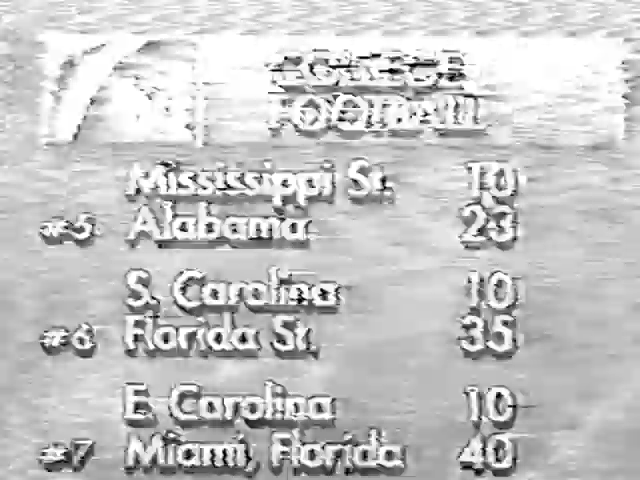 COLLEGE
FOOTBALL
Mississippi St. 10
#5 Alabama 23
S. Carolina 10
#6 Florida St. 35
E. Carolina 10
#7 Miami, Florida 40